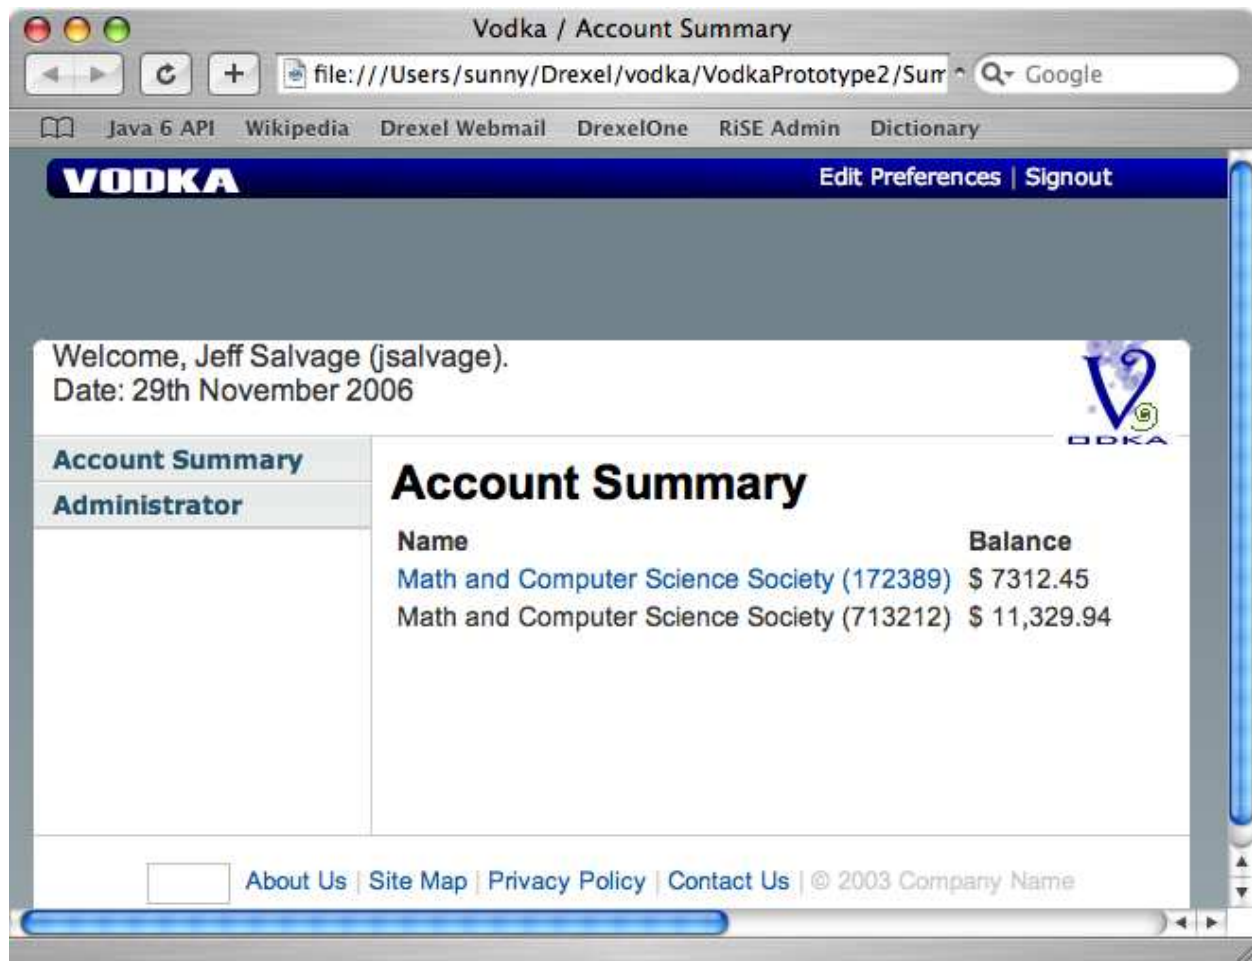 Vodka / Account Summary
file:///Users/sunny/Drexel/vodka/VodkaPrototype2/Sum
Google
Java 6 API Wikipedia Drexel Webmail DrexelOne RiSE Admin Dictionary
VODKA Edit Preferences | Signout
Welcome, Jeff Salvage (jsalvage).
Date: 29th November 2006
VODKA
Account Summary
Administrator
Account Summary
Name Balance
Math and Computer Science Society (172389) $ 7312.45
Math and Computer Science Society (713212) $ 11,329.94
About Us | Site Map | Privacy Policy | Contact Us | © 2003 Company Name